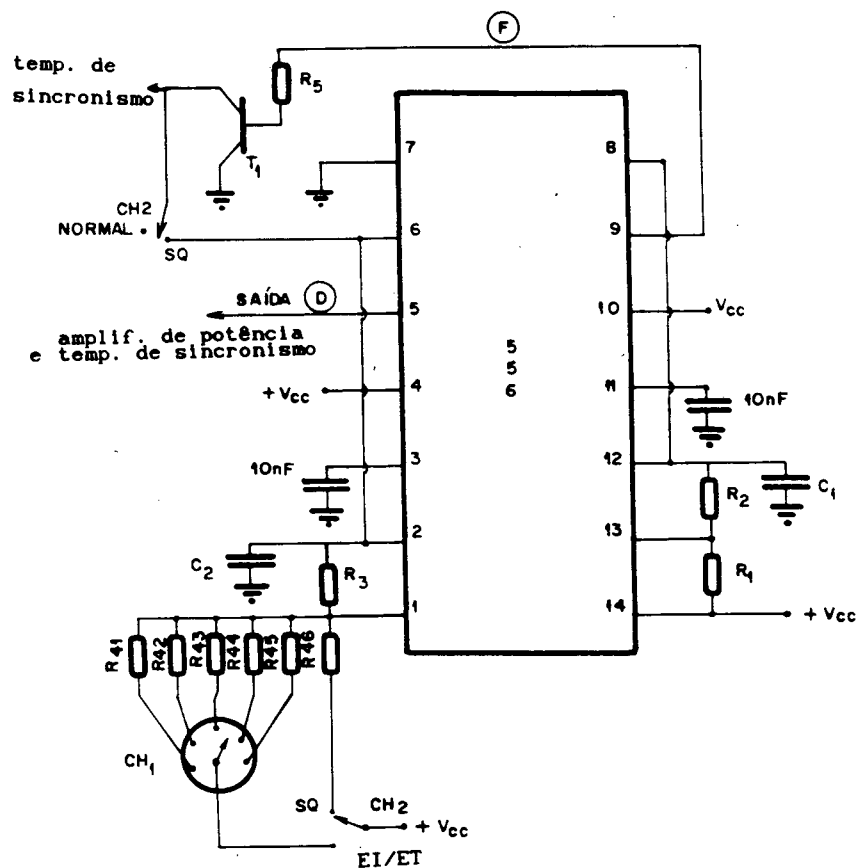 F
temp. de
sincronismo
R5
T1
7
8
CH2
NORMAL
SQ
6
9
SAÍDA D
5
10
Vcc
amplif. de potência
e temp. de sincronismo
5
5
6
+ Vcc
4
11
10nF
10nF
3
12
R2
C1
C2
R3
2
13
R1
1
14
+ Vcc
R41
R42
R43
R44
R45
R46
CH1
SQ
CH2
+ Vcc
EI/ET